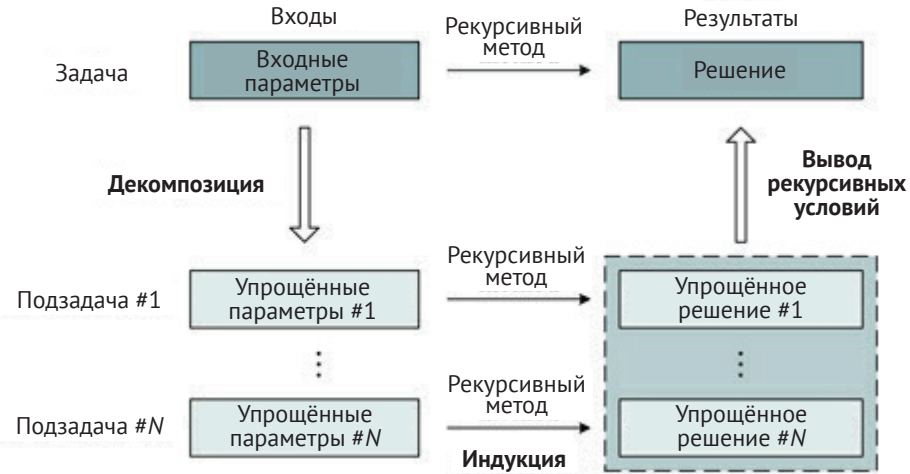 Входы
Рекурсивный
метод
Результаты
Задача
Входные
параметры
Решение
Декомпозиция
Вывод
рекурсивных
условий
Подзадача #1
Упрощённые
параметры #1
Рекурсивный
метод
Упрощённое
решение #1
⋮
⋮
Подзадача #N
Упрощённые
параметры #N
Рекурсивный
метод
Упрощённое
решение #N
Индукция